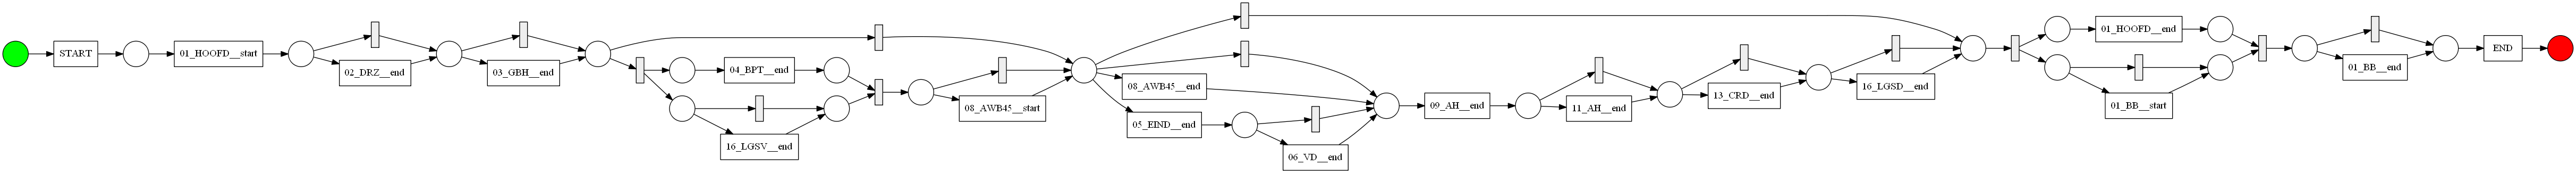 START
01_HOOFD__start
02_DRZ__end
03_GBH__end
04_BPT__end
16_LGSV__end
08_AWB45__start
08_AWB45__end
05_EIND__end
06_VD__end
09_AH__end
11_AH__end
13_CRD__end
16_LGSD__end
01_HOOFD__end
01_BB__start
01_BB__end
END